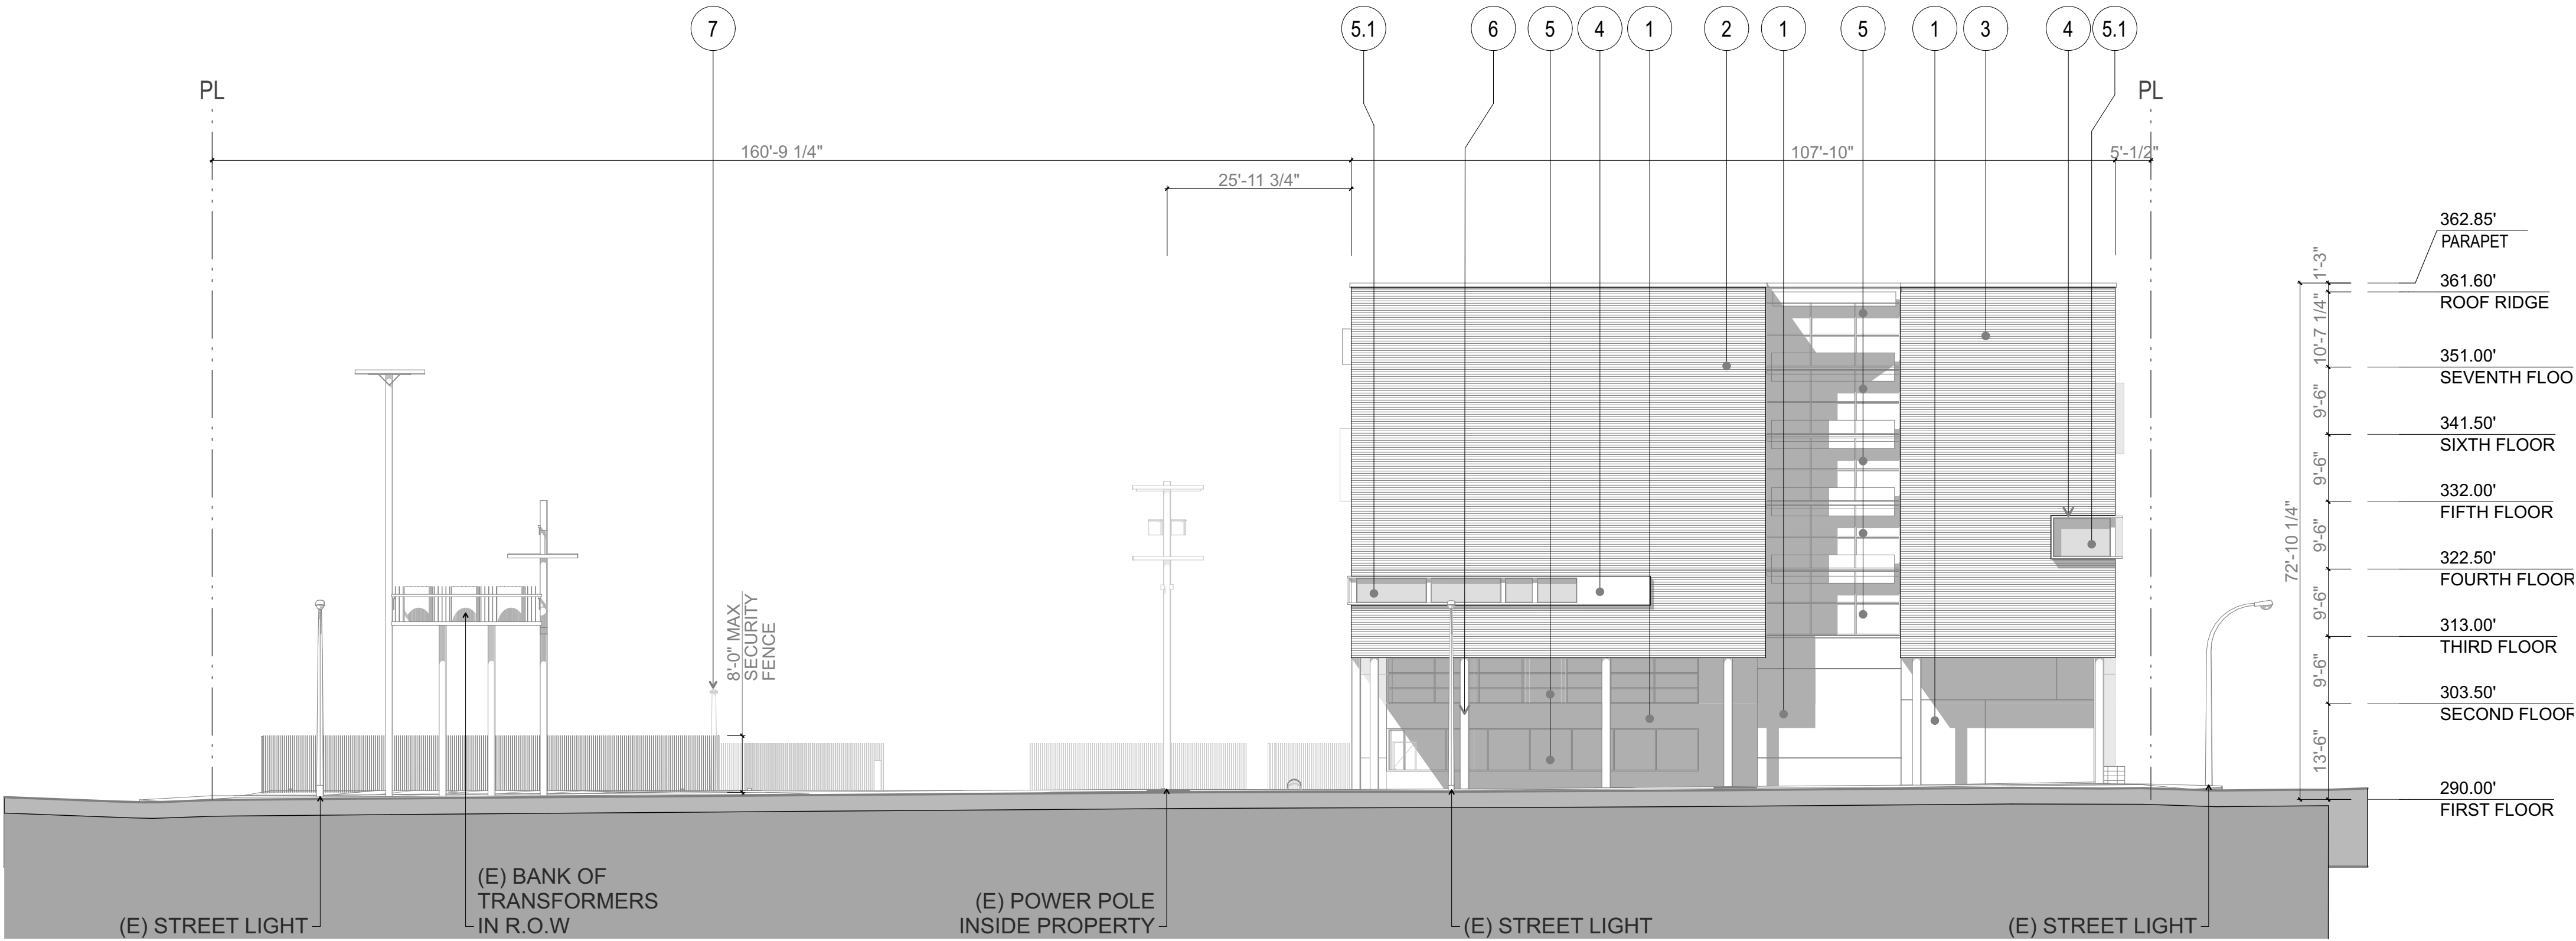 7
5.1
6
5
4
1
2
1
5
1
3
4
5.1
PL
PL
160'-9 1/4"
107'-10"
5'-1/2"
25'-11 3/4"
362.85'
PARAPET
1'-3"
361.60'
ROOF RIDGE
10'-7 1/4"
351.00'
SEVENTH FLOO
9'-6"
341.50'
SIXTH FLOOR
9'-6"
332.00'
FIFTH FLOOR
9'-6"
72'-10 1/4"
322.50'
FOURTH FLOOR
9'-6"
313.00'
THIRD FLOOR
9'-6"
303.50'
SECOND FLOOR
13'-6"
290.00'
FIRST FLOOR
8'-0" MAX
SECURITY
FENCE
(E) STREET LIGHT
(E) BANK OF
TRANSFORMERS
IN R.O.W
(E) POWER POLE
INSIDE PROPERTY
(E) STREET LIGHT
(E) STREET LIGHT